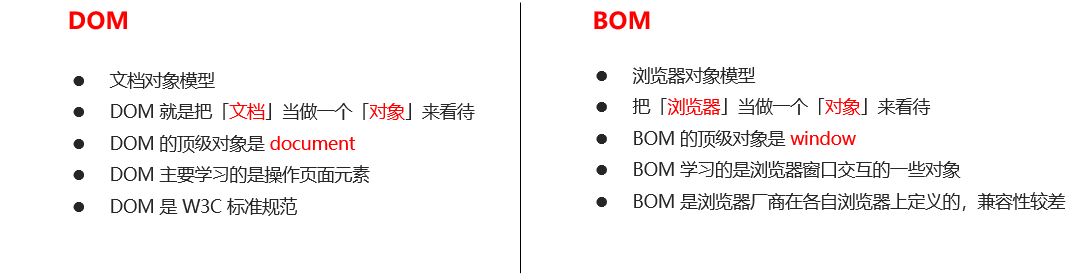 DOM
文档对象模型
DOM 就是把「文档」当做一个「对象」来看待
DOM 的顶级对象是 document
DOM 主要学习的是操作页面元素
DOM 是 W3C 标准规范
BOM
浏览器对象模型
把「浏览器」当做一个「对象」来看待
BOM 的顶级对象是 window
BOM 学习的是浏览器窗口交互的一些对象
BOM 是浏览器厂商在各自浏览器上定义的，兼容性较差